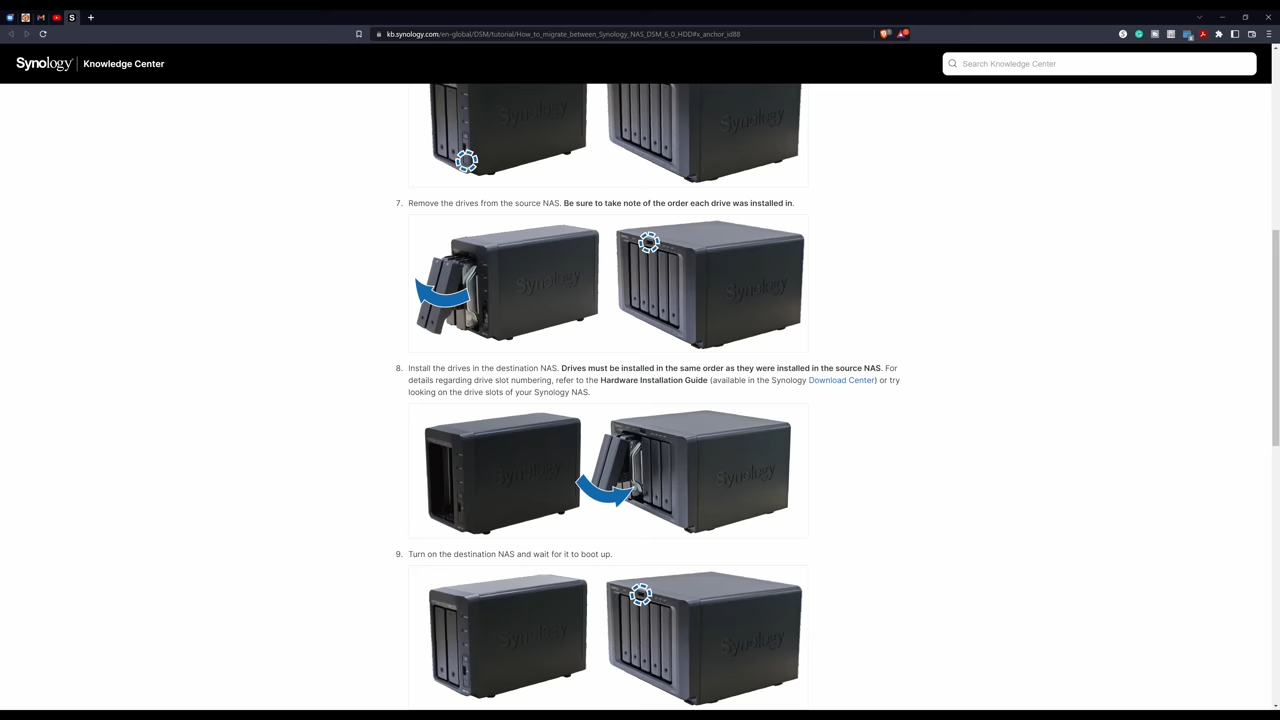 kb.synology.com/en-global/DSM/tutorial/How_to_migrate_between_Synology_NAS_DSM_6_0_HDD#x_anchor_id88
Synology Knowledge Center
Search Knowledge Center
Synology Synology
7. Remove the drives from the source NAS. Be sure to take note of the order each drive was installed in.
Synology Synology
8. Install the drives in the destination NAS. Drives must be installed in the same order as they were installed in the source NAS. For
details regarding drive slot numbering, refer to the Hardware Installation Guide (available in the Synology Download Center) or try
looking on the drive slots of your Synology NAS.
Synology Synology
9. Turn on the destination NAS and wait for it to boot up.
Synology Synology